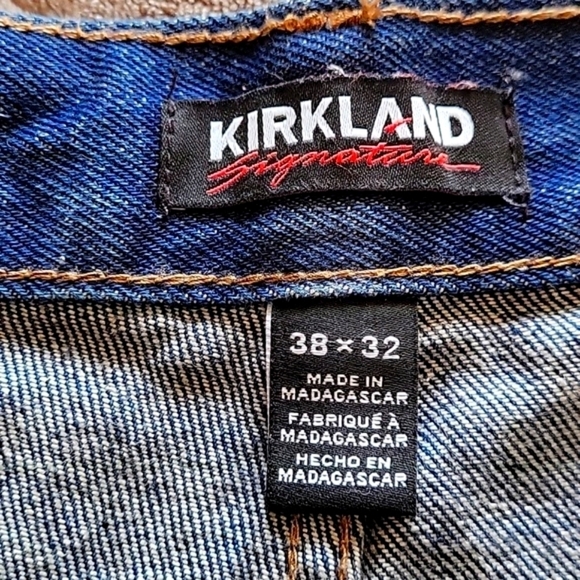 KIRKLAND
Signature
38 × 32
MADE IN
MADAGASCAR
FABRIQUÉ À
MADAGASCAR
HECHO EN
MADAGASCAR